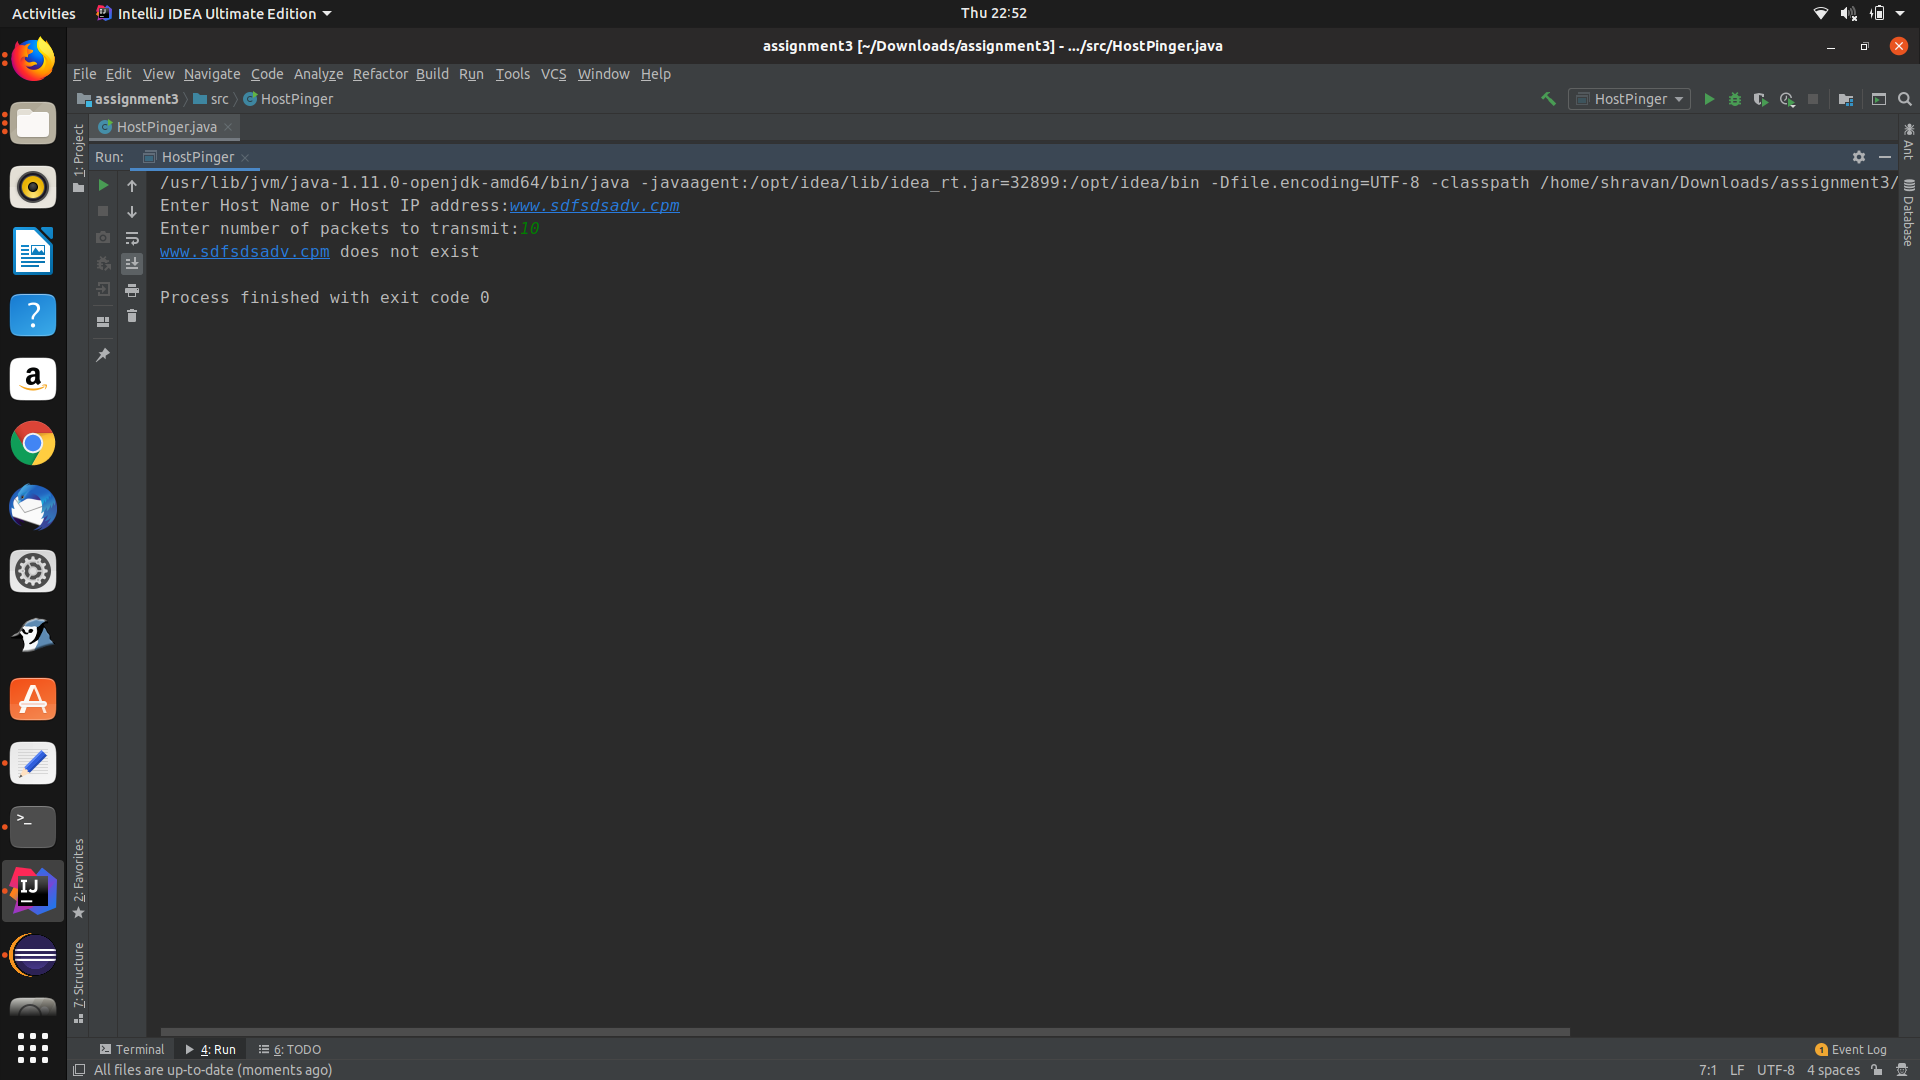 Activities IntelliJ IDEA Ultimate Edition Thu 22:52
assignment3 [~/Downloads/assignment3] - .../src/HostPinger.java
File Edit View Navigate Code Analyze Refactor Build Run Tools VCS Window Help
assignment3 src HostPinger HostPinger
HostPinger.java
Run: HostPinger
/usr/lib/jvm/java-1.11.0-openjdk-amd64/bin/java -javaagent:/opt/idea/lib/idea_rt.jar=32899:/opt/idea/bin -Dfile.encoding=UTF-8 -classpath /home/shravan/Downloads/assignment3/
Enter Host Name or Host IP address:www.sdfsdsadv.cpm
Enter number of packets to transmit:10
www.sdfsdsadv.cpm does not exist
Process finished with exit code 0
1: Project
2: Favorites
7: Structure
Ant
Database
Terminal 4: Run 6: TODO 1 Event Log
All files are up-to-date (moments ago) 7:1 LF UTF-8 4 spaces